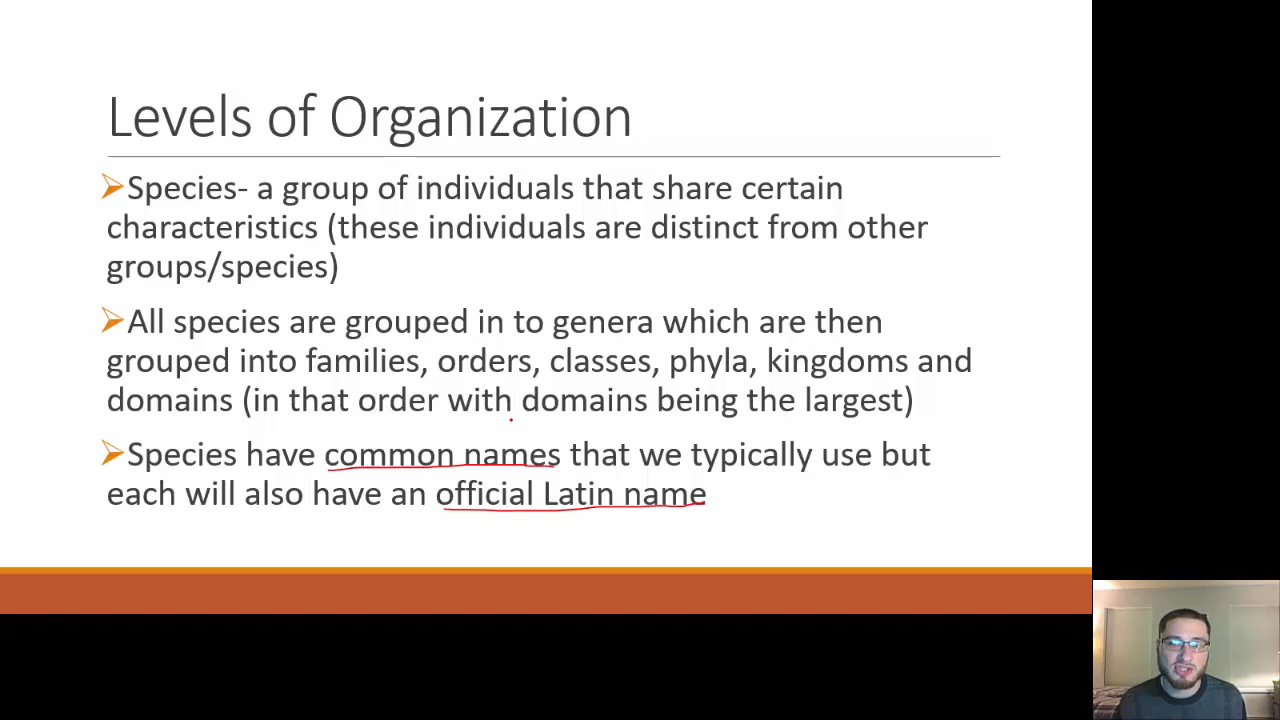 Levels of Organization
Species- a group of individuals that share certain
characteristics (these individuals are distinct from other
groups/species)
All species are grouped in to genera which are then
grouped into families, orders, classes, phyla, kingdoms and
domains (in that order with domains being the largest)
Species have common names that we typically use but
each will also have an official Latin name